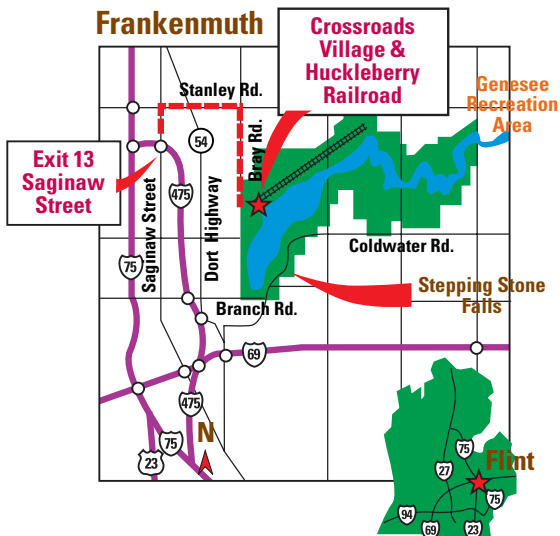 Frankenmuth
Crossroads
Village &
Huckleberry
Railroad
Stanley Rd.
Genesee
Recreation
Area
Exit 13
Saginaw
Street
54
Bray Rd.
475
Saginaw Street
Dort Highway
75
Coldwater Rd.
Stepping Stone
Falls
Branch Rd.
69
475
75
23
N
Flint
75
27
75
94
69
23